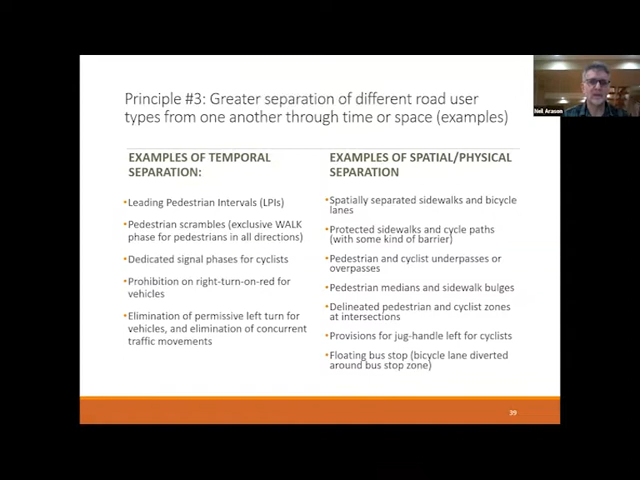 Principle #3: Greater separation of different road user
types from one another through time or space (examples)
EXAMPLES OF TEMPORAL
SEPARATION:
•Leading Pedestrian Intervals (LPIs)
•Pedestrian scrambles (exclusive WALK
phase for pedestrians in all directions)
•Dedicated signal phases for cyclists
•Prohibition on right-turn-on-red for
vehicles
•Elimination of permissive left turn for
vehicles, and elimination of concurrent
traffic movements
EXAMPLES OF SPATIAL/PHYSICAL
SEPARATION
•Spatially separated sidewalks and bicycle
lanes
•Protected sidewalks and cycle paths
(with some kind of barrier)
•Pedestrian and cyclist underpasses or
overpasses
•Pedestrian medians and sidewalk bulges
•Delineated pedestrian and cyclist zones
at intersections
•Provisions for jug-handle left for cyclists
•Floating bus stop (bicycle lane diverted
around bus stop zone)
39
Neil Arason